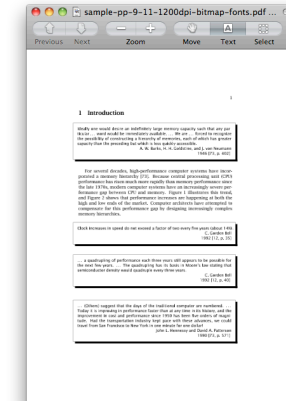 sample-pp-9-11-1200dpi-bitmap-fonts.pdf ...
Previous Next Zoom Move Text Select
1
1 Introduction
Ideally one would desire an indefinitely large memory capacity such that any par-
ticular ... word would be immediately available. ... We are ... forced to recognize
the possibility of constructing a hierarchy of memories, each of which has greater
capacity than the preceding but which is less quickly accessible.
A. W. Burks, H. H. Goldstine, and J. von Neumann
1946 [73, p. 402]
For several decades, high-performance computer systems have incor-
porated a memory hierarchy [73]. Because central processing unit (CPU)
performance has risen much more rapidly than memory performance since
the late 1970s, modern computer systems have an increasingly severe per-
formance gap between CPU and memory. Figure 1 illustrates this trend,
and Figure 2 shows that performance increases are happening at both the
high and low ends of the market. Computer architects have attempted to
compensate for this performance gap by designing increasingly complex
memory hierarchies.
Clock increases in speed do not exceed a factor of two every five years (about 14%)
C. Gordon Bell
1992 [12, p. 35]
... a quadrupling of performance each three years still appears to be possible for
the next few years. ... The quadrupling has its basis in Moore's law stating that
semiconductor density would quadruple every three years.
C. Gordon Bell
1992 [12, p. 40]
... (Others) suggest that the days of the traditional computer are numbered. ...
Today it is improving in performance faster than at any time in its history, and the
improvement in cost and performance since 1950 has been five orders of magni-
tude. Had the transportation industry kept pace with these advances, we could
travel from San Francisco to New York in one minute for one dollar!
John L. Hennessy and David A. Patterson
1990 [73, p. 571]